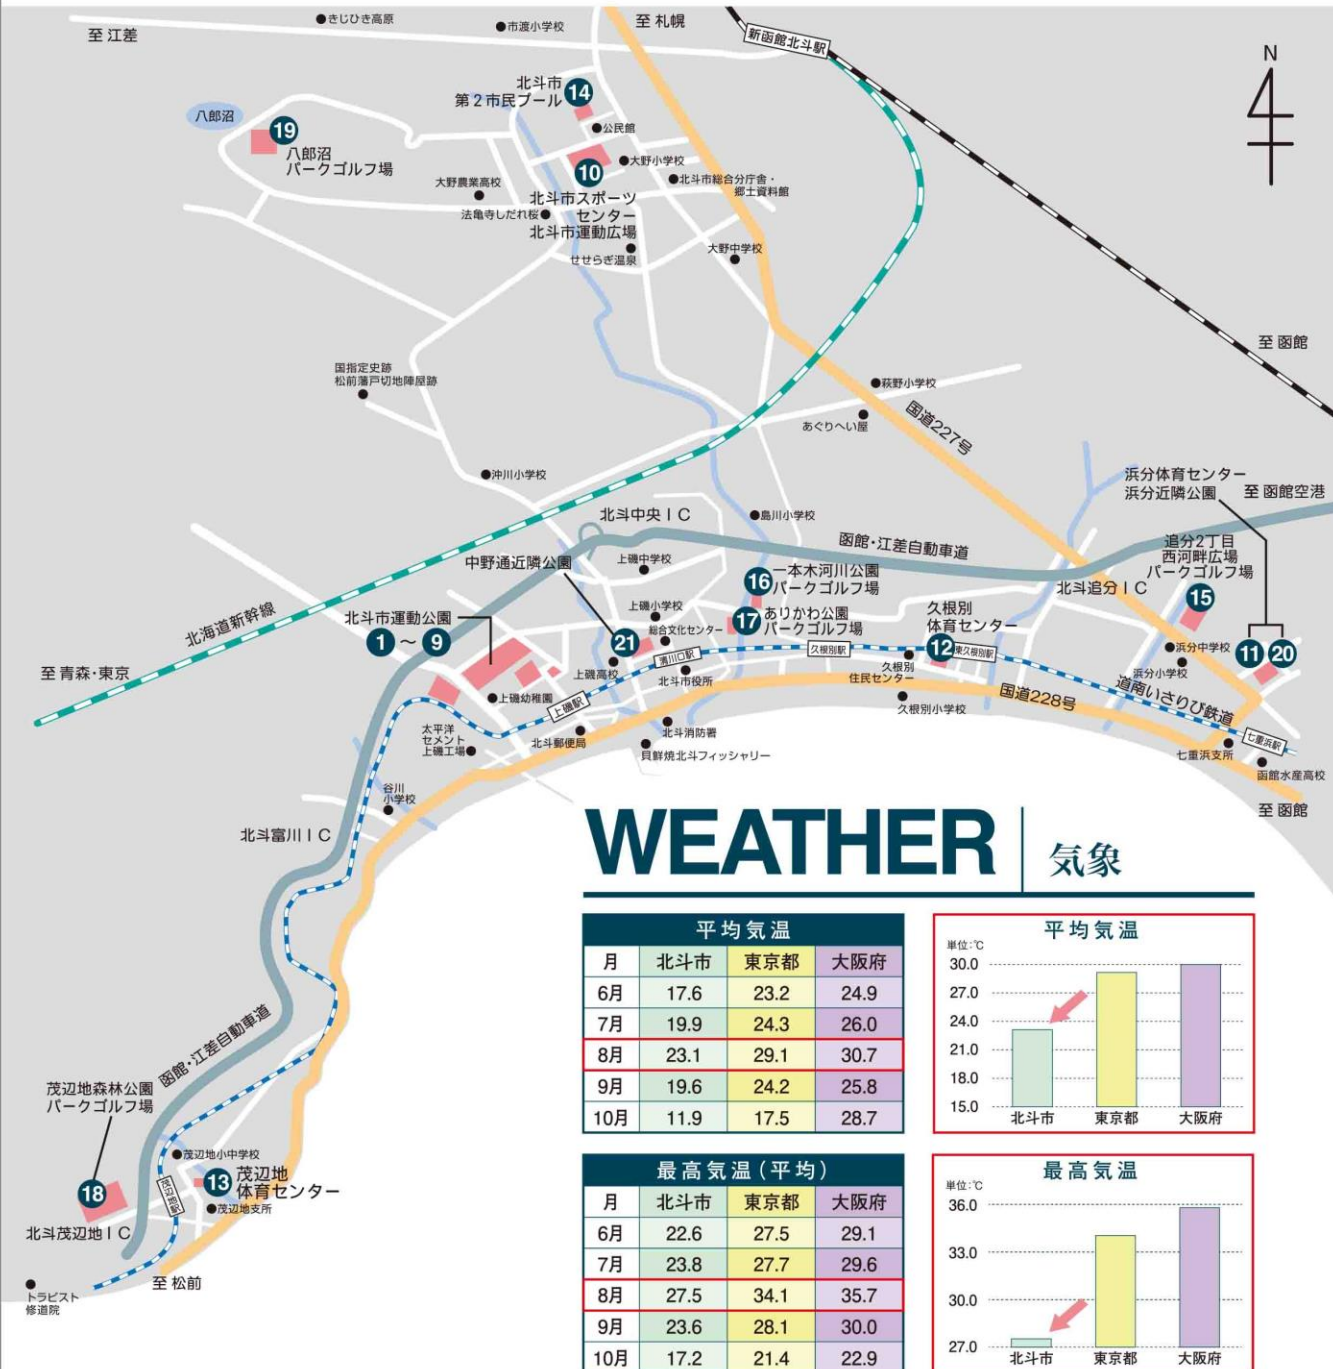 至 江差
きじひき高原
市渡小学校
至 札幌
新函館北斗駅
N
北斗市
第2市民プール
14
八郎沼
19
八郎沼
パークゴルフ場
公民館
大野小学校
10
北斗市総合分庁舎・
郷土資料館
大野農業高校
北斗市スポーツ
センター
北斗市運動広場
法亀寺しだれ桜
せせらぎ温泉
大野中学校
至 函館
国指定史跡
松前藩戸切地陣屋跡
萩野小学校
あぐりへい屋
国道227号
沖川小学校
浜分体育センター
浜分近隣公園
至 函館空港
北斗中央IC
島川小学校
函館・江差自動車道
追分2丁目
西河畔広場
パークゴルフ場
中野通近隣公園
上磯中学校
16
一本木河川公園
パークゴルフ場
北斗追分IC
15
北海道新幹線
北斗市運動公園
1 ～ 9
上磯小学校
総合文化センター
17
ありかわ公園
パークゴルフ場
久根別
体育センター
12
21
清川口駅
久根別駅
東久根別駅
浜分中学校
浜分小学校
11
20
至 青森・東京
上磯高校
北斗市役所
久根別
住民センター
道南いさりび鉄道
上磯幼稚園
上磯駅
久根別小学校
国道228号
太平洋
セメント
上磯工場
北斗郵便局
北斗消防署
貝鮮焼北斗フィッシャリー
七重浜支所
七重浜駅
函館水産高校
至 函館
谷川
小学校
北斗富川IC
函館・江差自動車道
茂辺地森林公園
パークゴルフ場
18
茂辺地小中学校
13
茂辺地
体育センター
茂辺地駅
茂辺地支所
北斗茂辺地IC
至 松前
トラピスト
修道院
WEATHER 気象
平均気温
月 北斗市 東京都 大阪府
6月 17.6 23.2 24.9
7月 19.9 24.3 26.0
8月 23.1 29.1 30.7
9月 19.6 24.2 25.8
10月 11.9 17.5 28.7
平均気温
単位:℃
30.0
27.0
24.0
21.0
18.0
15.0
北斗市 東京都 大阪府
最高気温(平均)
月 北斗市 東京都 大阪府
6月 22.6 27.5 29.1
7月 23.8 27.7 29.6
8月 27.5 34.1 35.7
9月 23.6 28.1 30.0
10月 17.2 21.4 22.9
最高気温
単位:℃
36.0
33.0
30.0
27.0
北斗市 東京都 大阪府